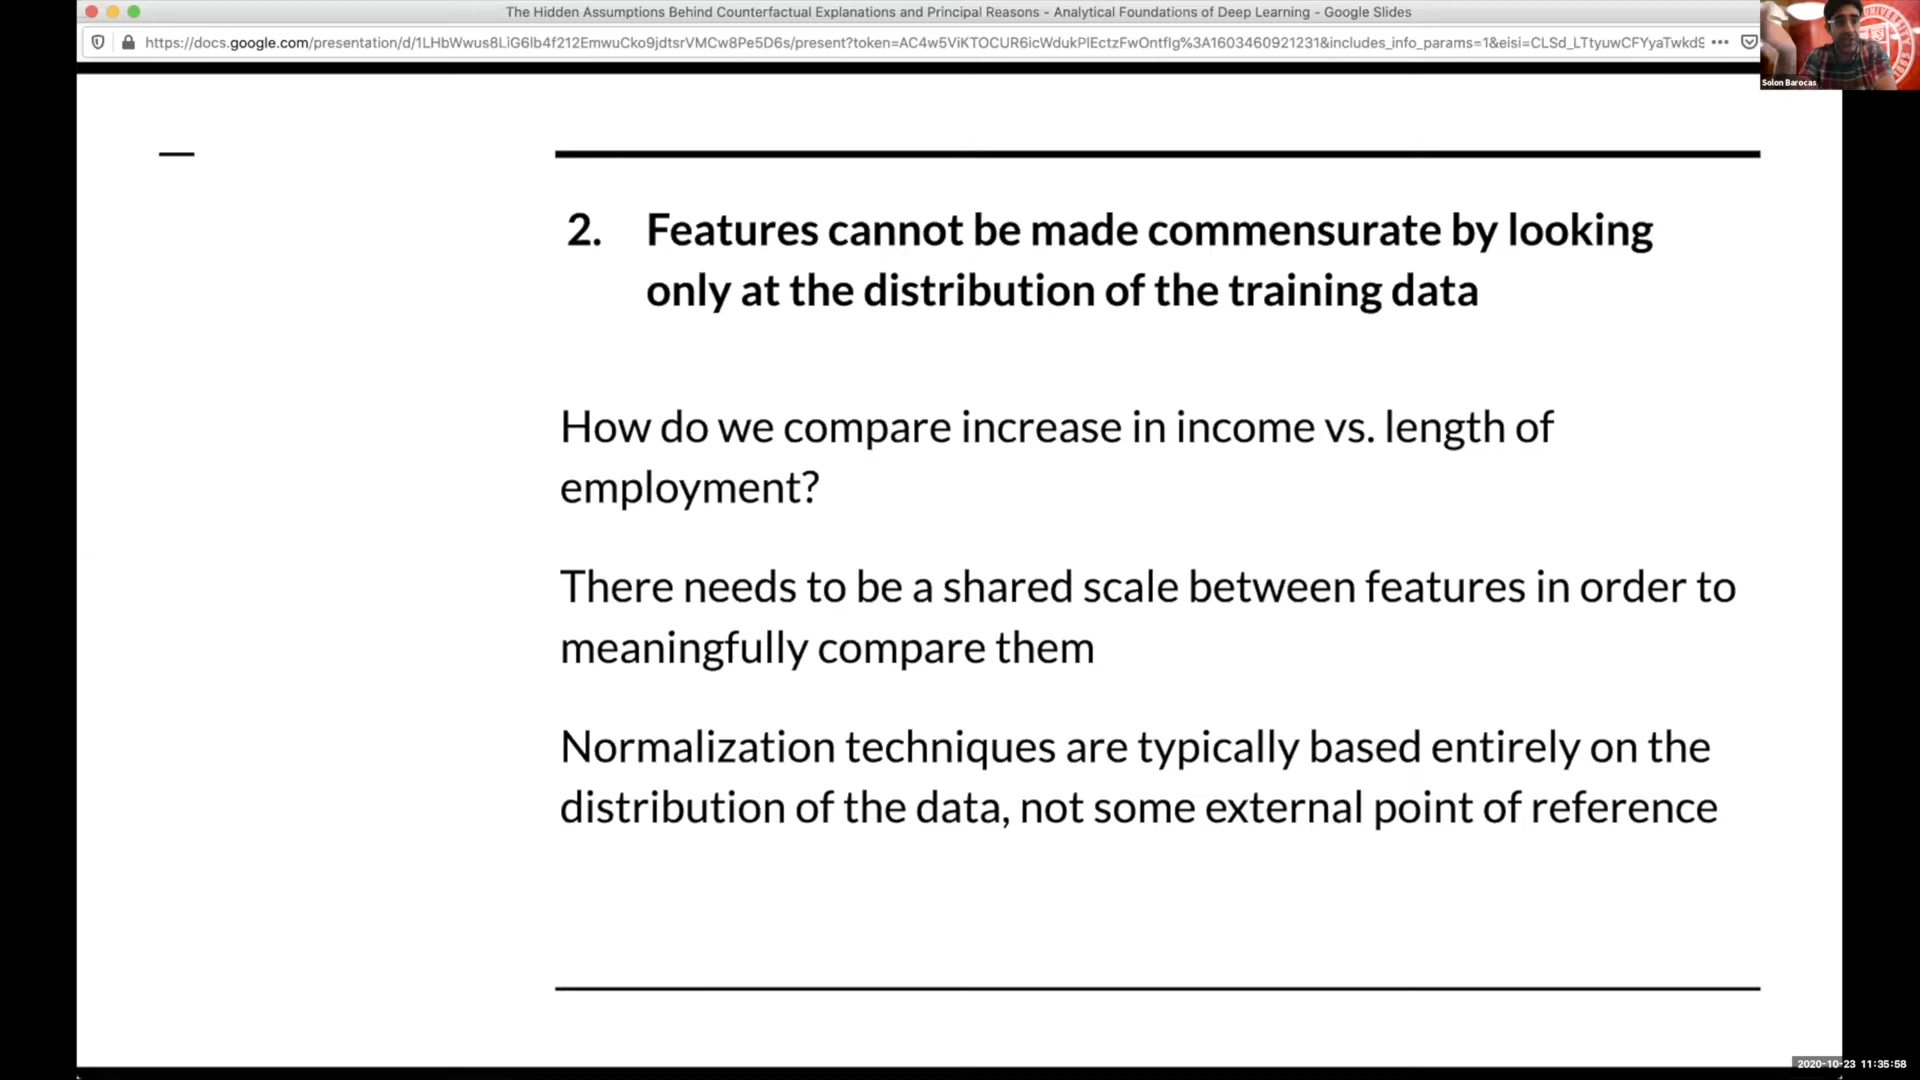 The Hidden Assumptions Behind Counterfactual Explanations and Principal Reasons - Analytical Foundations of Deep Learning - Google Slides
https://docs.google.com/presentation/d/1LHbWwus8LiG6lb4f212EmwuCko9jdtsrVMCw8Pe5D6s/present?token=AC4w5ViKTOCUR6icWdukPlEctzFwOntfIg%3A1603460921231&includes_info_params=1&eisi=CLSd_LTtyuwCFYyaTwkd9
Solon Barocas
2. Features cannot be made commensurate by looking
only at the distribution of the training data
How do we compare increase in income vs. length of
employment?
There needs to be a shared scale between features in order to
meaningfully compare them
Normalization techniques are typically based entirely on the
distribution of the data, not some external point of reference
2020-10-23 11:35:58